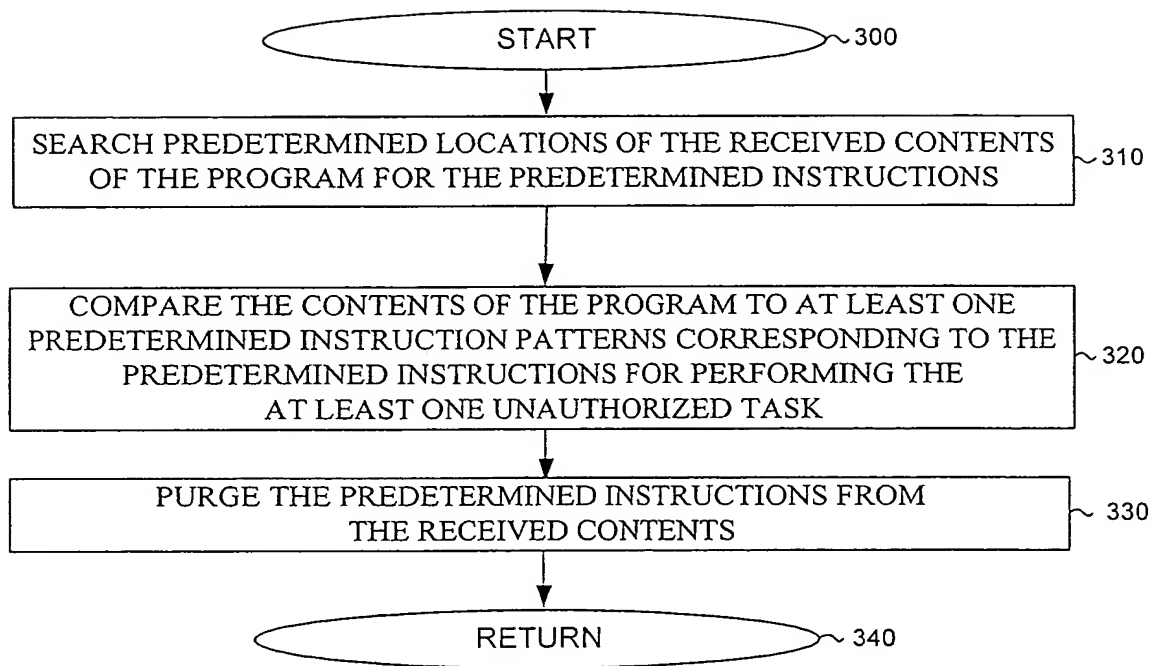 START
300
SEARCH PREDETERMINED LOCATIONS OF THE RECEIVED CONTENTS
OF THE PROGRAM FOR THE PREDETERMINED INSTRUCTIONS
310
COMPARE THE CONTENTS OF THE PROGRAM TO AT LEAST ONE
PREDETERMINED INSTRUCTION PATTERNS CORRESPONDING TO THE
PREDETERMINED INSTRUCTIONS FOR PERFORMING THE
AT LEAST ONE UNAUTHORIZED TASK
320
PURGE THE PREDETERMINED INSTRUCTIONS FROM
THE RECEIVED CONTENTS
330
RETURN
340